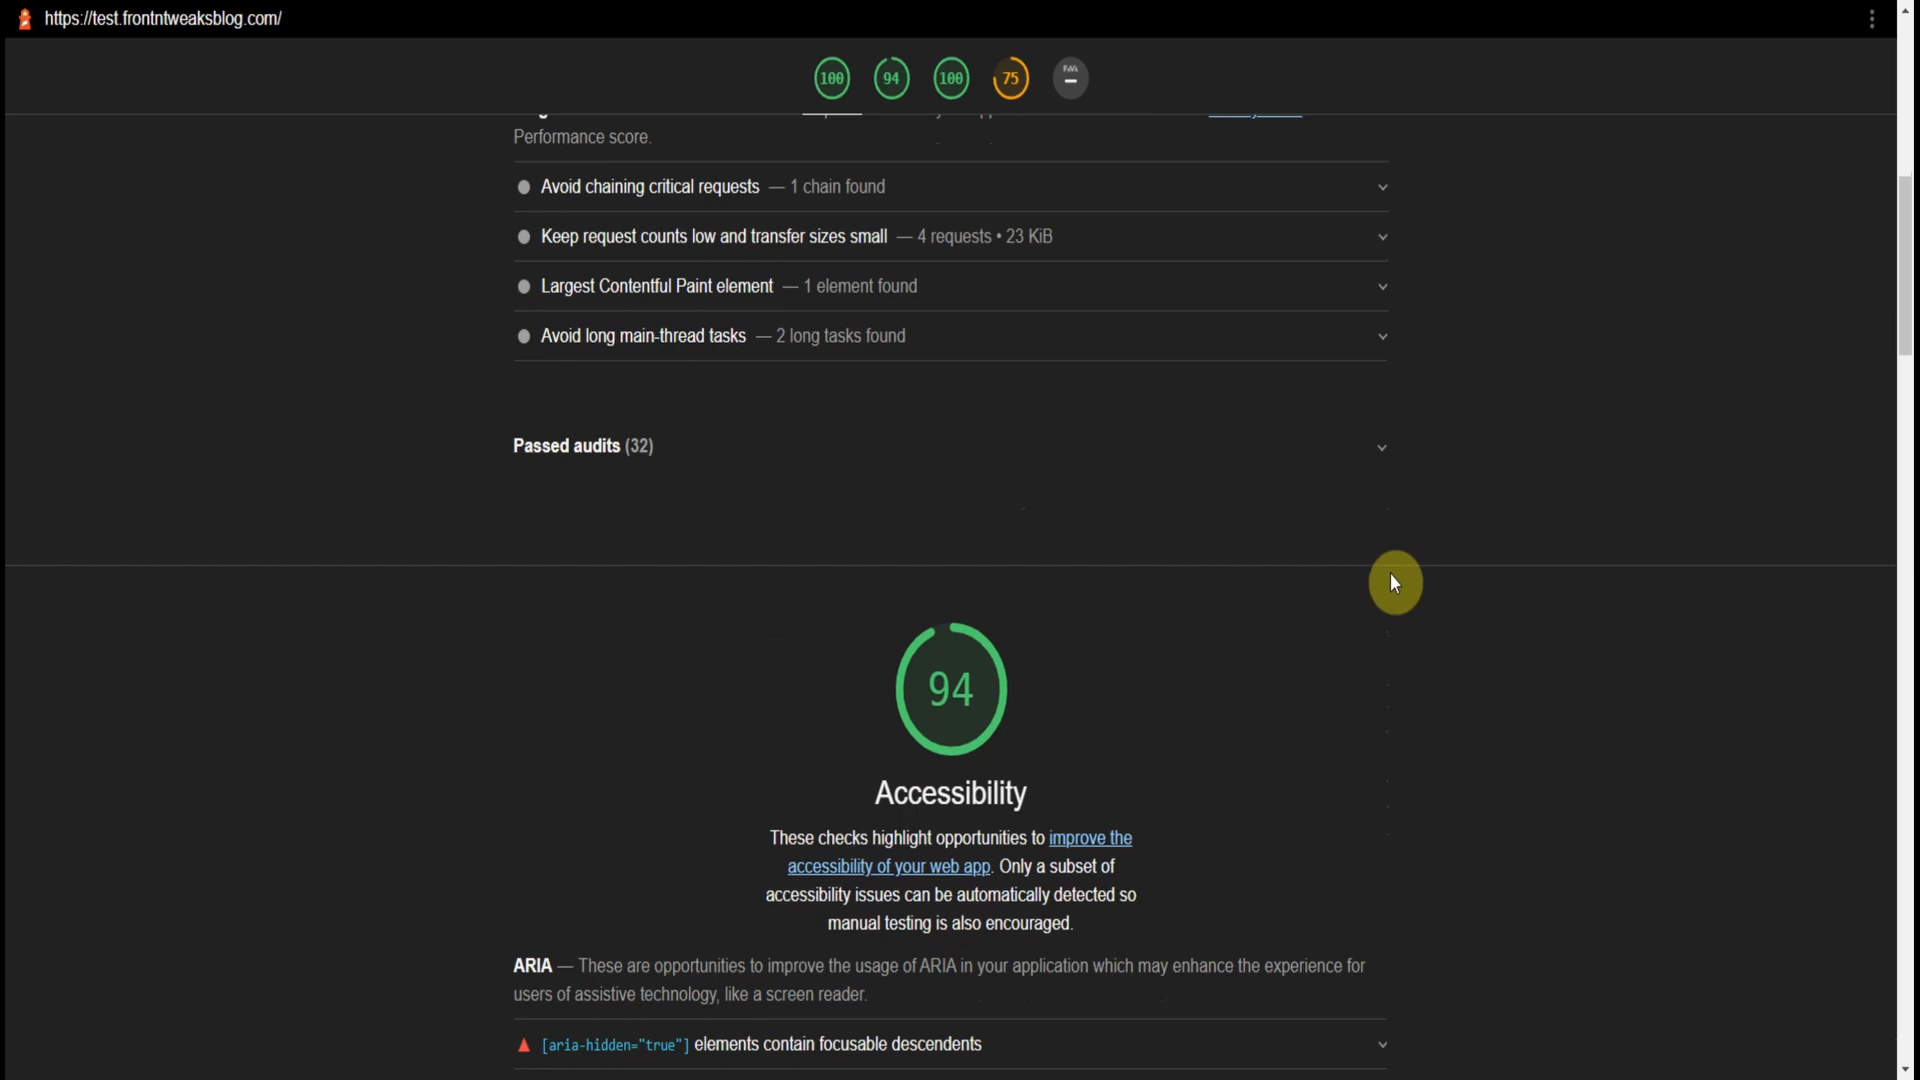 https://test.frontntweaksblog.com/
100 94 100 75 PWA
Performance score.
Avoid chaining critical requests — 1 chain found
Keep request counts low and transfer sizes small — 4 requests • 23 KiB
Largest Contentful Paint element — 1 element found
Avoid long main-thread tasks — 2 long tasks found
Passed audits (32)
94
Accessibility
These checks highlight opportunities to improve the
accessibility of your web app. Only a subset of
accessibility issues can be automatically detected so
manual testing is also encouraged.
ARIA — These are opportunities to improve the usage of ARIA in your application which may enhance the experience for
users of assistive technology, like a screen reader.
[aria-hidden="true"] elements contain focusable descendents